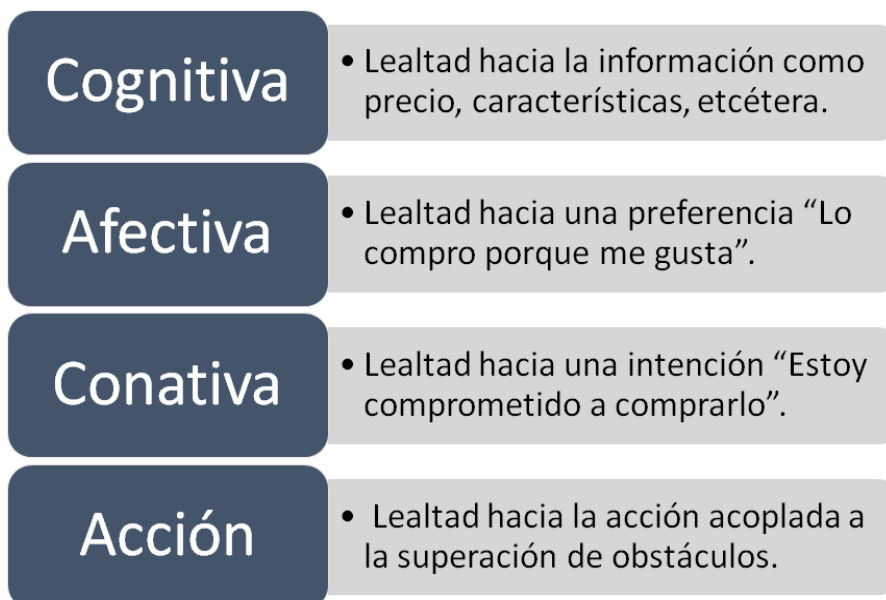 Cognitiva
• Lealtad hacia la información como
precio, características, etcétera.
Afectiva
• Lealtad hacia una preferencia “Lo
compro porque me gusta”.
Conativa
• Lealtad hacia una intención “Estoy
comprometido a comprarlo”.
Acción
• Lealtad hacia la acción acoplada a
la superación de obstáculos.